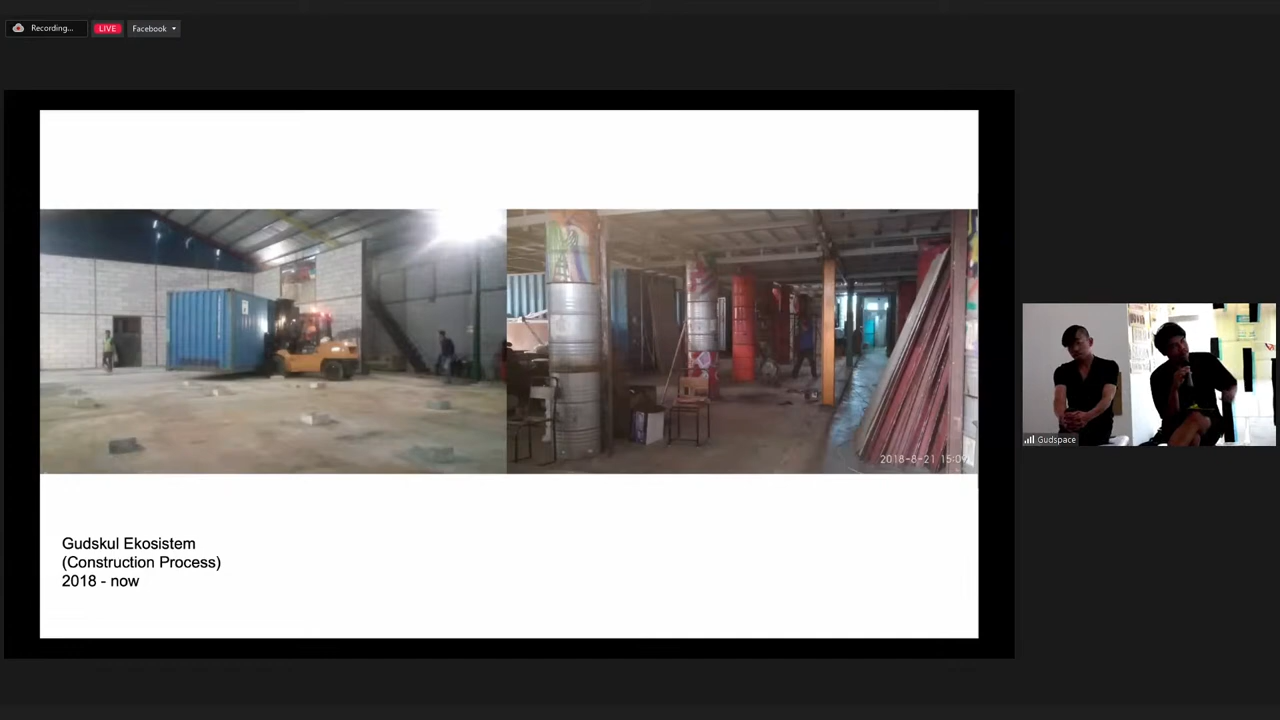 Recording...
LIVE
Facebook
2018-8-21 15:09
Gudskul Ekosistem
(Construction Process)
2018 - now
Gudspace